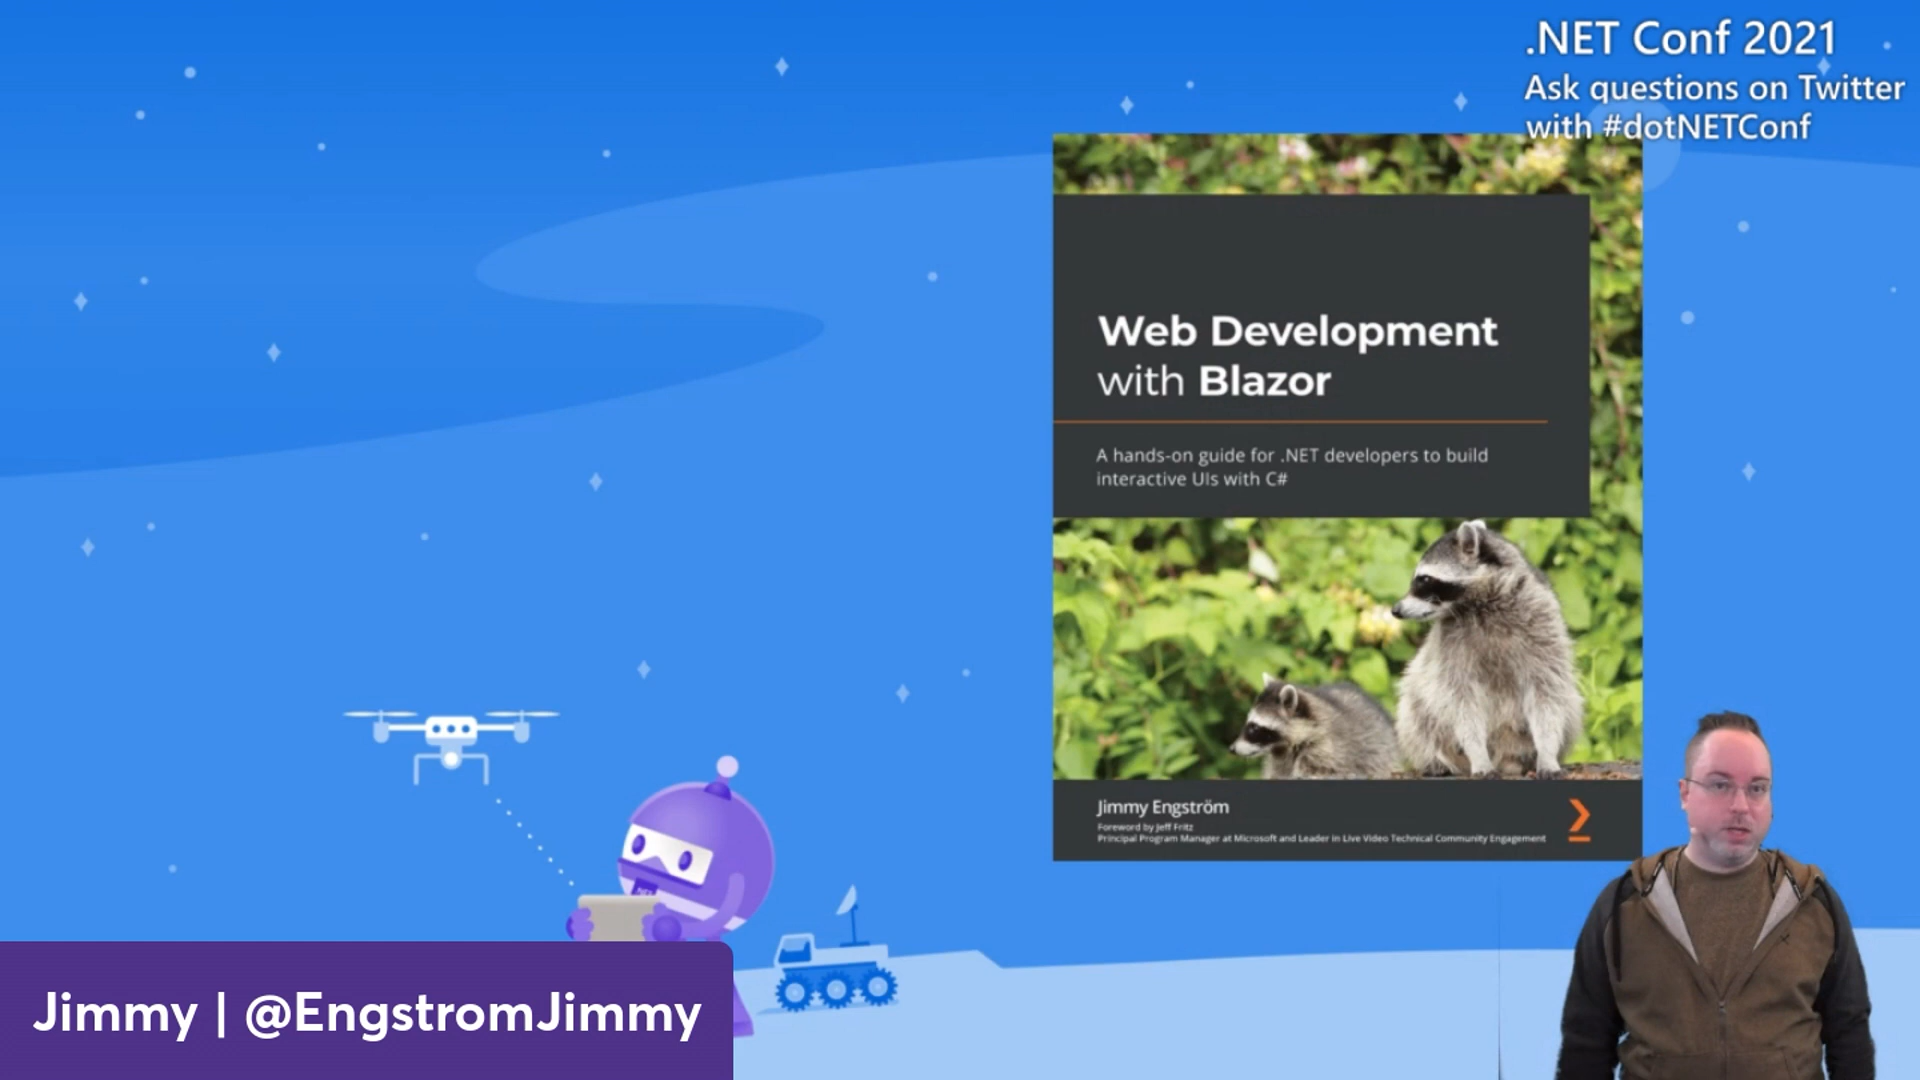 .NET Conf 2021
Ask questions on Twitter
with #dotNETConf
Web Development
with Blazor
A hands-on guide for .NET developers to build
interactive UIs with C#
Jimmy Engström
Foreword by Jeff Fritz
Principal Program Manager at Microsoft and Leader in Live Video Technical Community Engagement
.NET
Jimmy | @EngstromJimmy